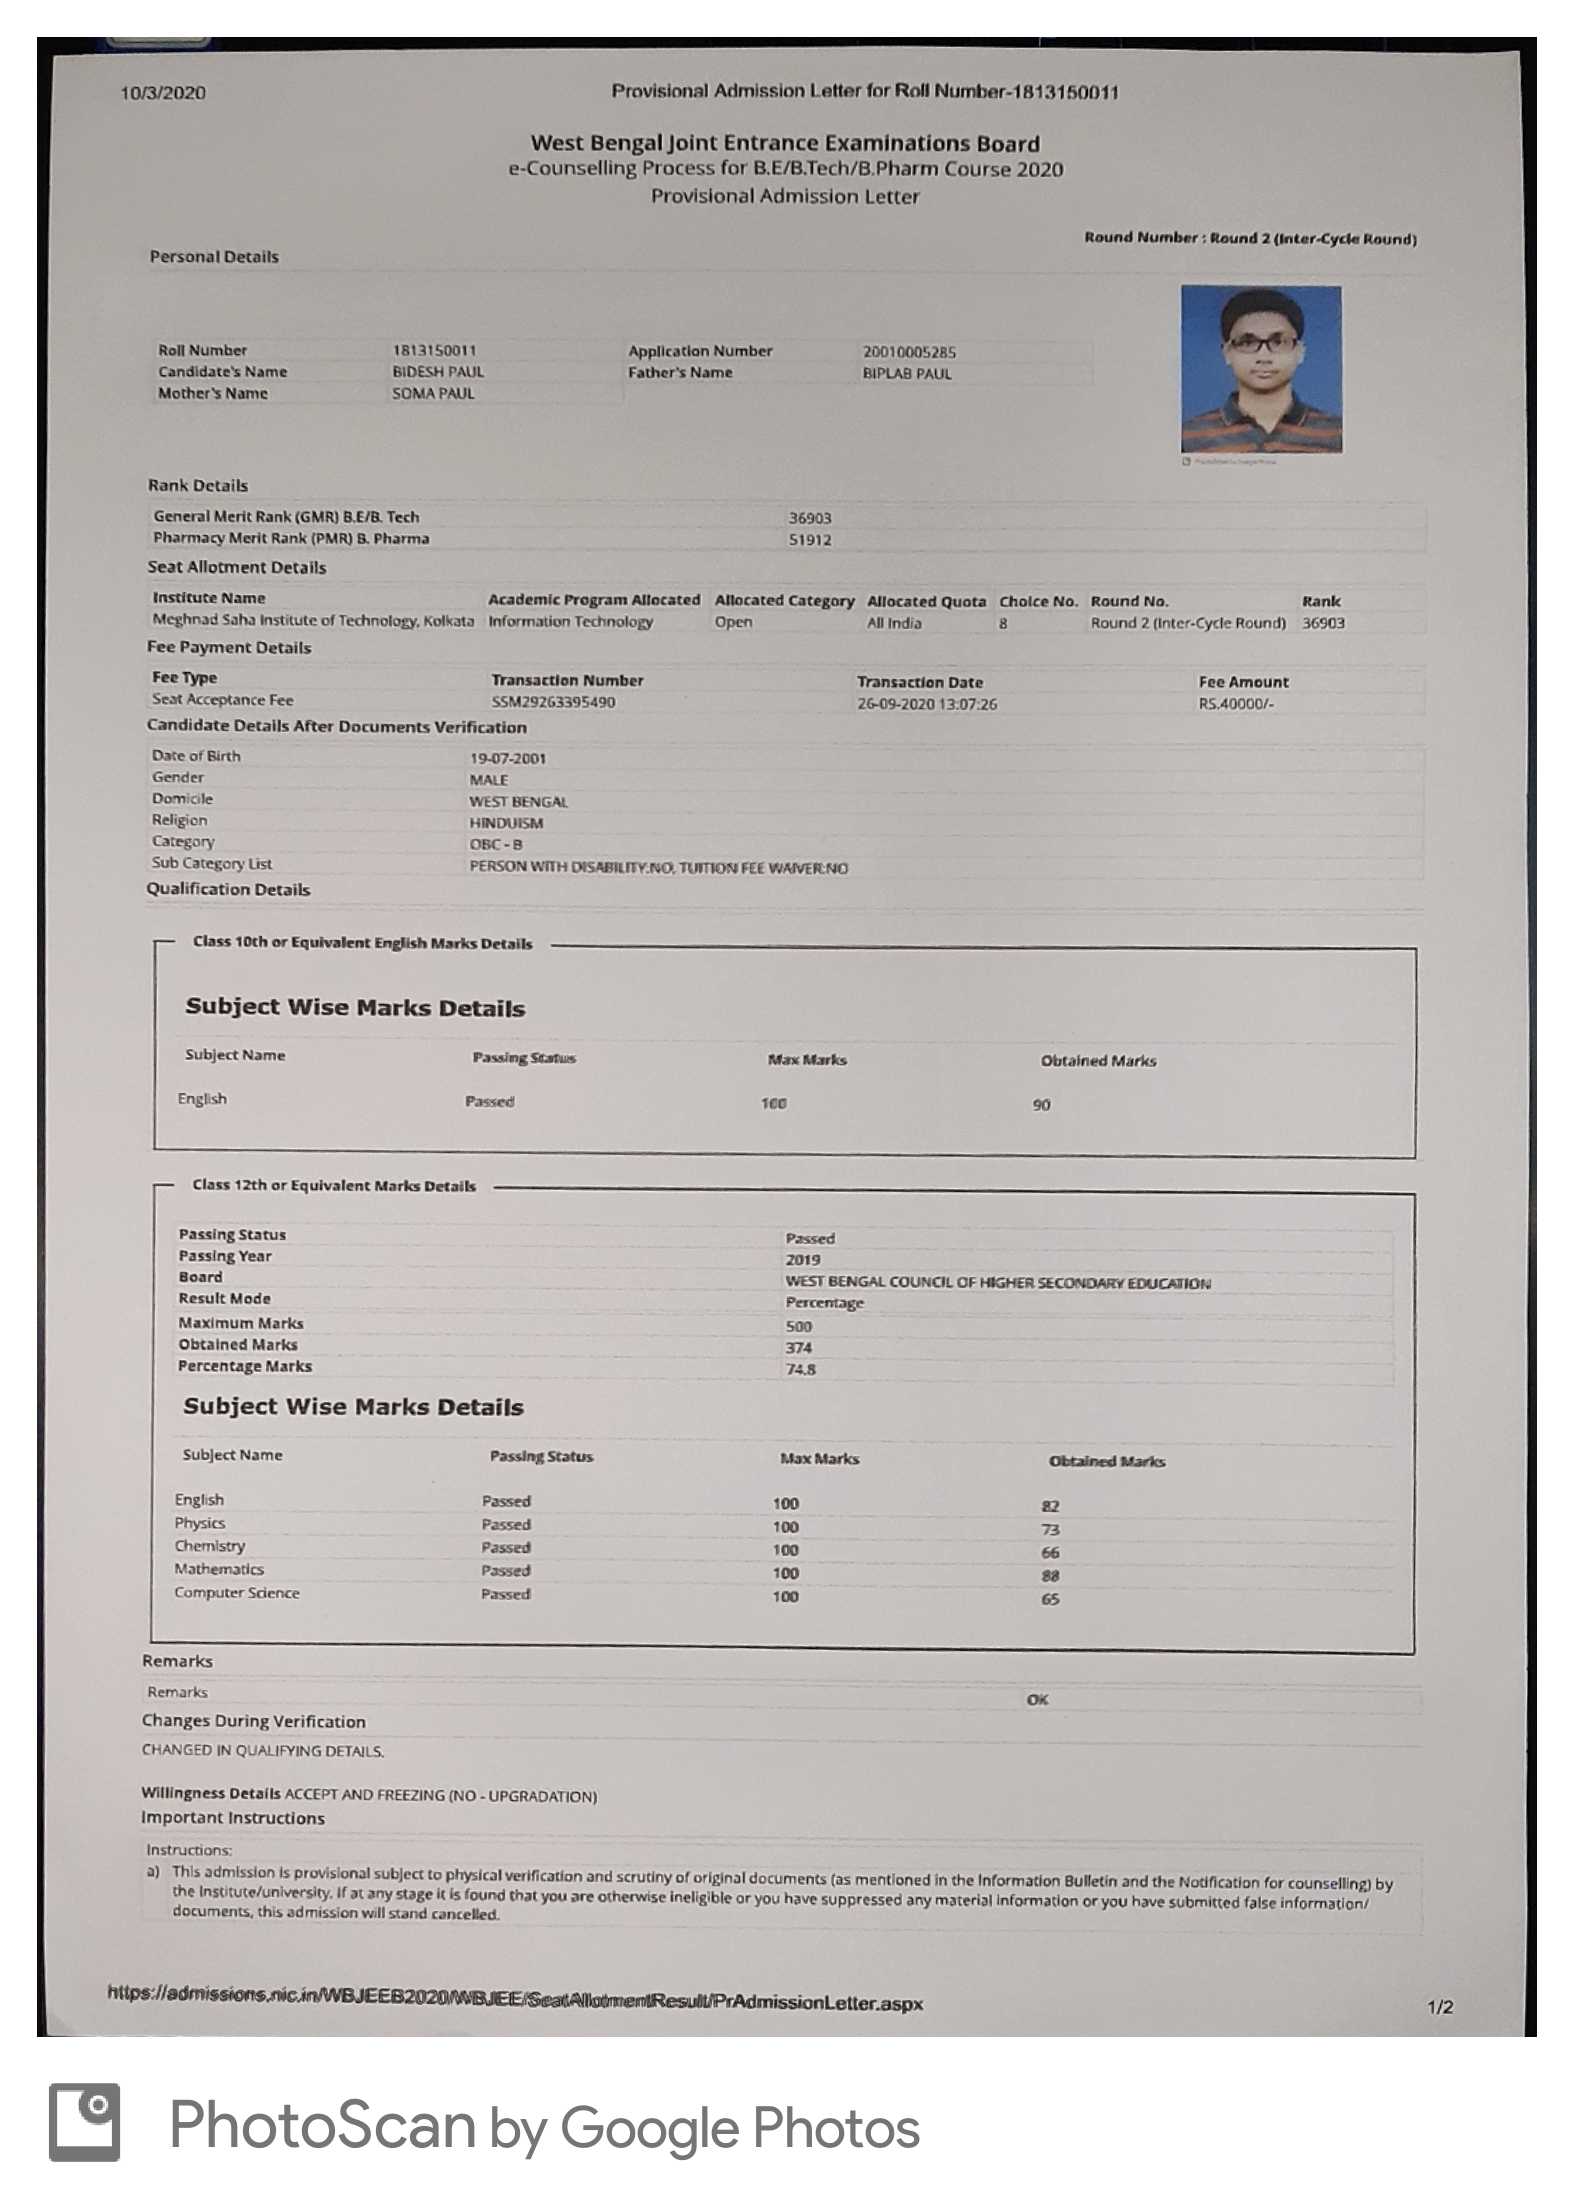 10/3/2020 Provisional Admission Letter for Roll Number-1813150011
West Bengal Joint Entrance Examinations Board
e-Counselling Process for B.E/B.Tech/B.Pharm Course 2020
Provisional Admission Letter
Round Number : Round 2 (Inter-Cycle Round)
Personal Details
Roll Number 1813150011 Application Number 20010005285
Candidate's Name BIDESH PAUL Father's Name BIPLAB PAUL
Mother's Name SOMA PAUL
Rank Details
General Merit Rank (GMR) B.E/B. Tech 36903
Pharmacy Merit Rank (PMR) B. Pharma 51912
Seat Allotment Details
Institute Name Academic Program Allocated Allocated Category Allocated Quota Choice No. Round No. Rank
Meghnad Saha Institute of Technology, Kolkata Information Technology Open All India 8 Round 2 (Inter-Cycle Round) 36903
Fee Payment Details
Fee Type Transaction Number Transaction Date Fee Amount
Seat Acceptance Fee SSM29263395490 26-09-2020 13:07:26 RS.40000/-
Candidate Details After Documents Verification
Date of Birth 19-07-2001
Gender MALE
Domicile WEST BENGAL
Religion HINDUISM
Category OBC - B
Sub Category List PERSON WITH DISABILITY:NO, TUITION FEE WAIVER:NO
Qualification Details
Class 10th or Equivalent English Marks Details
Subject Wise Marks Details
Subject Name Passing Status Max Marks Obtained Marks
English Passed 100 90
Class 12th or Equivalent Marks Details
Passing Status Passed
Passing Year 2019
Board WEST BENGAL COUNCIL OF HIGHER SECONDARY EDUCATION
Result Mode Percentage
Maximum Marks 500
Obtained Marks 374
Percentage Marks 74.8
Subject Wise Marks Details
Subject Name Passing Status Max Marks Obtained Marks
English Passed 100 82
Physics Passed 100 73
Chemistry Passed 100 66
Mathematics Passed 100 88
Computer Science Passed 100 65
Remarks
Remarks OK
Changes During Verification
CHANGED IN QUALIFYING DETAILS.
Willingness Details ACCEPT AND FREEZING (NO - UPGRADATION)
Important Instructions
Instructions:
a) This admission is provisional subject to physical verification and scrutiny of original documents (as mentioned in the Information Bulletin and the Notification for counselling) by
the Institute/university. If at any stage it is found that you are otherwise ineligible or you have suppressed any material information or you have submitted false information/
documents, this admission will stand cancelled.
https://admissions.nic.in/WBJEEB2020/WBJEE/SeatAllotmentResult/PrAdmissionLetter.aspx 1/2
PhotoScan by Google Photos